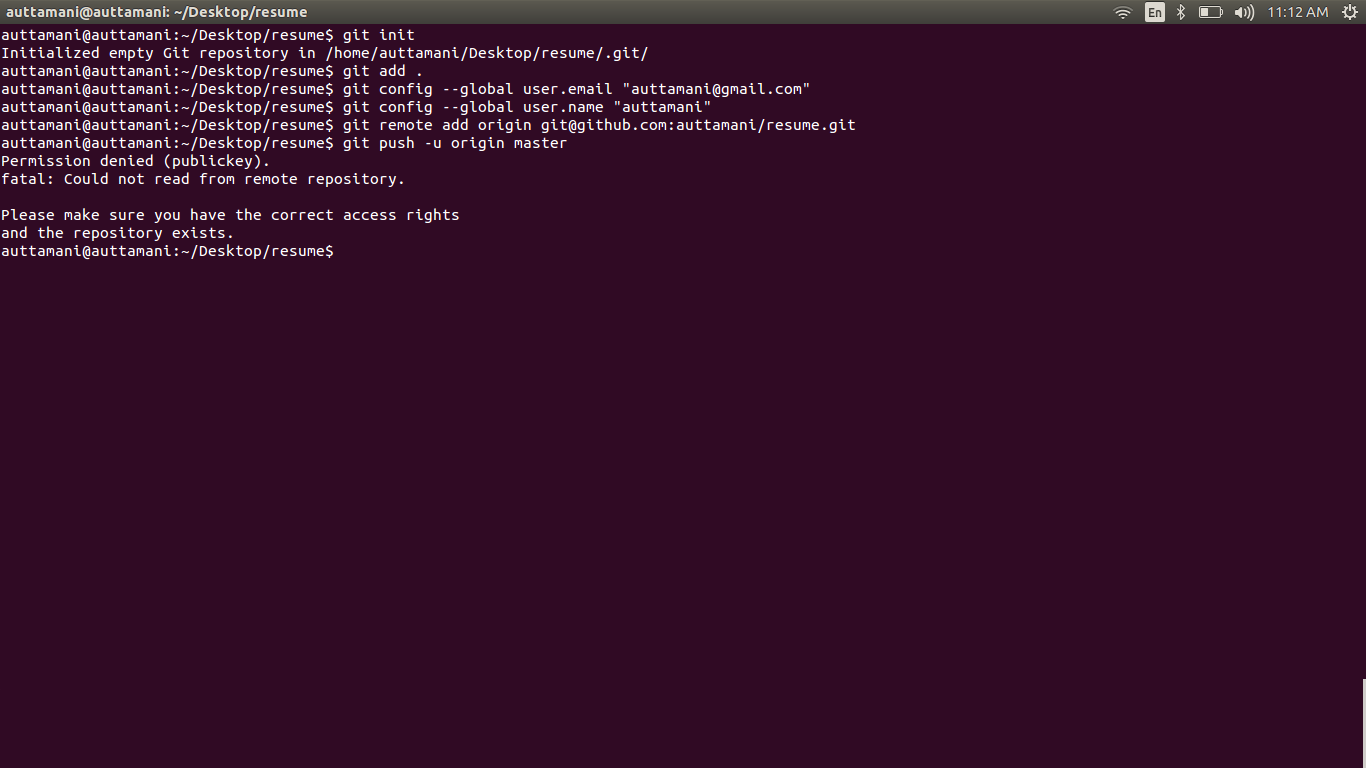 auttamani@auttamani: ~/Desktop/resume
En
11:12 AM
auttamani@auttamani:~/Desktop/resume$ git init
Initialized empty Git repository in /home/auttamani/Desktop/resume/.git/
auttamani@auttamani:~/Desktop/resume$ git add .
auttamani@auttamani:~/Desktop/resume$ git config --global user.email "auttamani@gmail.com"
auttamani@auttamani:~/Desktop/resume$ git config --global user.name "auttamani"
auttamani@auttamani:~/Desktop/resume$ git remote add origin git@github.com:auttamani/resume.git
auttamani@auttamani:~/Desktop/resume$ git push -u origin master
Permission denied (publickey).
fatal: Could not read from remote repository.

Please make sure you have the correct access rights
and the repository exists.
auttamani@auttamani:~/Desktop/resume$